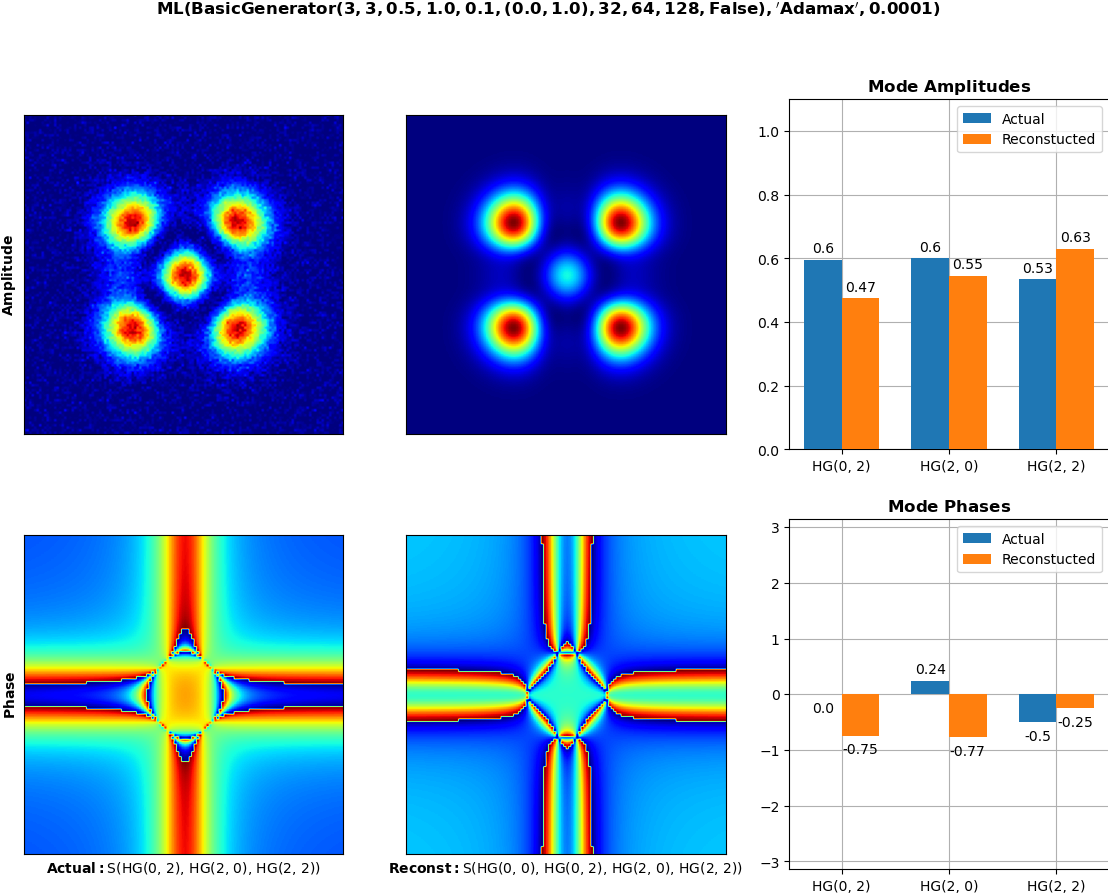 ML(BasicGenerator(3, 3, 0.5, 1.0, 0.1, (0.0, 1.0), 32, 64, 128, False), ′Adamax′, 0.0001)
Amplitude
Mode Amplitudes
Actual
Reconstucted
1.0
0.8
0.6
0.4
0.2
0.0
0.6
0.47
0.6
0.55
0.53
0.63
HG(0, 2)
HG(2, 0)
HG(2, 2)
Phase
Actual: S(HG(0, 2), HG(2, 0), HG(2, 2))
Reconst: S(HG(0, 0), HG(0, 2), HG(2, 0), HG(2, 2))
Mode Phases
Actual
Reconstucted
3
2
1
0
−1
−2
−3
0.0
-0.75
0.24
-0.77
-0.5
-0.25
HG(0, 2)
HG(2, 0)
HG(2, 2)